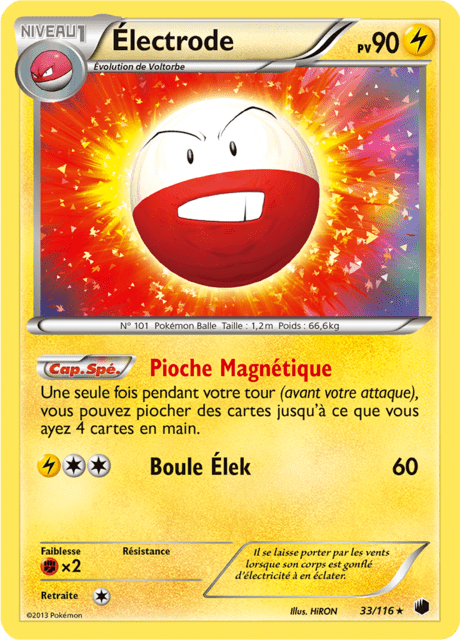 NIVEAU 1
Électrode
PV 90
Évolution de Voltorbe
N° 101 Pokémon Balle Taille : 1,2m Poids : 66,6kg
Cap. Spé. Pioche Magnétique
Une seule fois pendant votre tour (avant votre attaque),
vous pouvez piocher des cartes jusqu'à ce que vous
ayez 4 cartes en main.
Boule Élek 60
Faiblesse Résistance
×2
Il se laisse porter par les vents
lorsque son corps est gonflé
d'électricité à en éclater.
Retraite
©2013 Pokémon
Illus. HiRON 33/116 ★